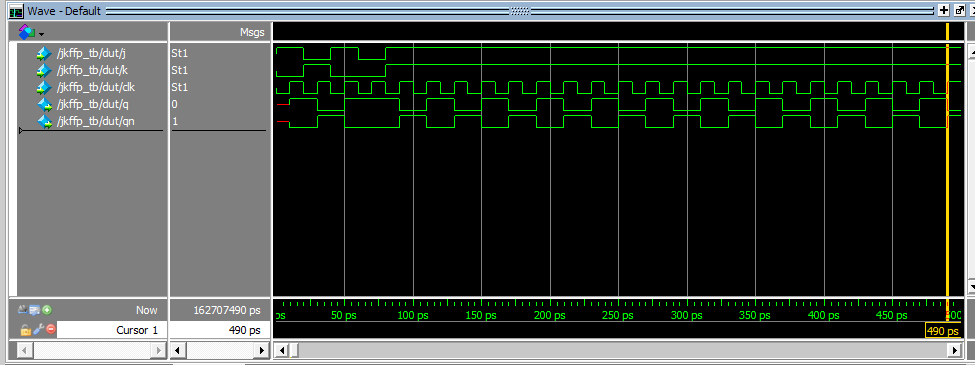 Wave - Default
Msgs
/jkffp_tb/dut/j St1
/jkffp_tb/dut/k St1
/jkffp_tb/dut/clk St1
/jkffp_tb/dut/q 0
/jkffp_tb/dut/qn 1
Now 162707490 ps
ps 50 ps 100 ps 150 ps 200 ps 250 ps 300 ps 350 ps 400 ps 450 ps
Cursor 1 490 ps 490 ps